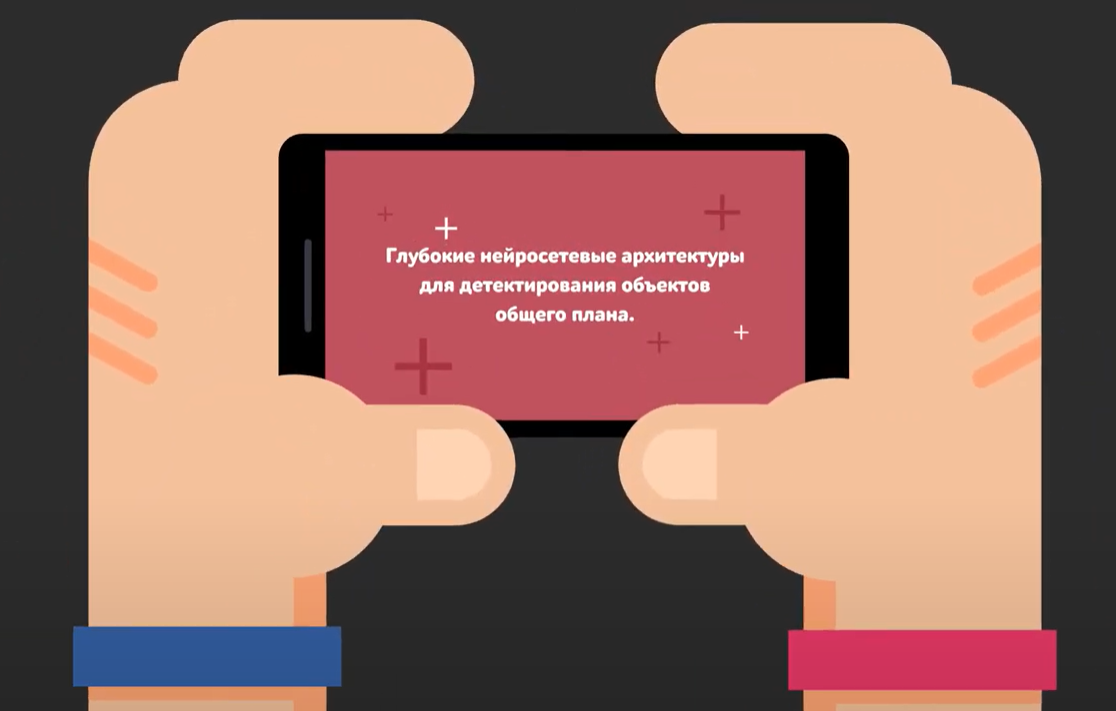 Глубокие нейросетевые архитектуры
для детектирования объектов
общего плана.